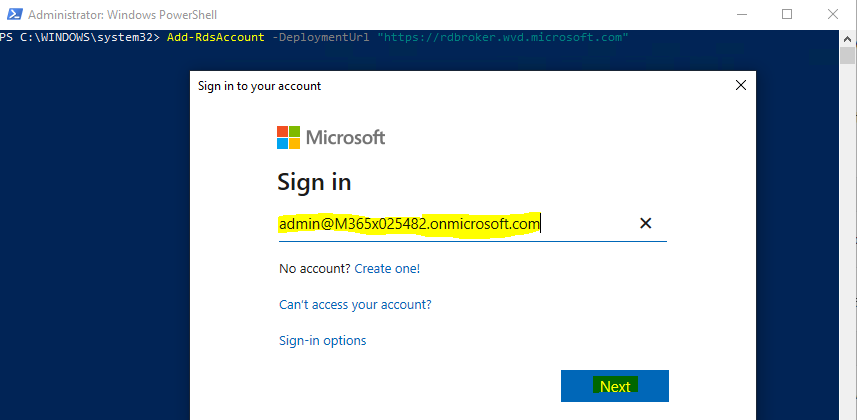 Administrator: Windows PowerShell
PS C:\WINDOWS\system32> Add-RdsAccount -DeploymentUrl "https://rdbroker.wvd.microsoft.com"
Sign in to your account
Microsoft
Sign in
admin@M365x025482.onmicrosoft.com
No account? Create one!
Can't access your account?
Sign-in options
Next